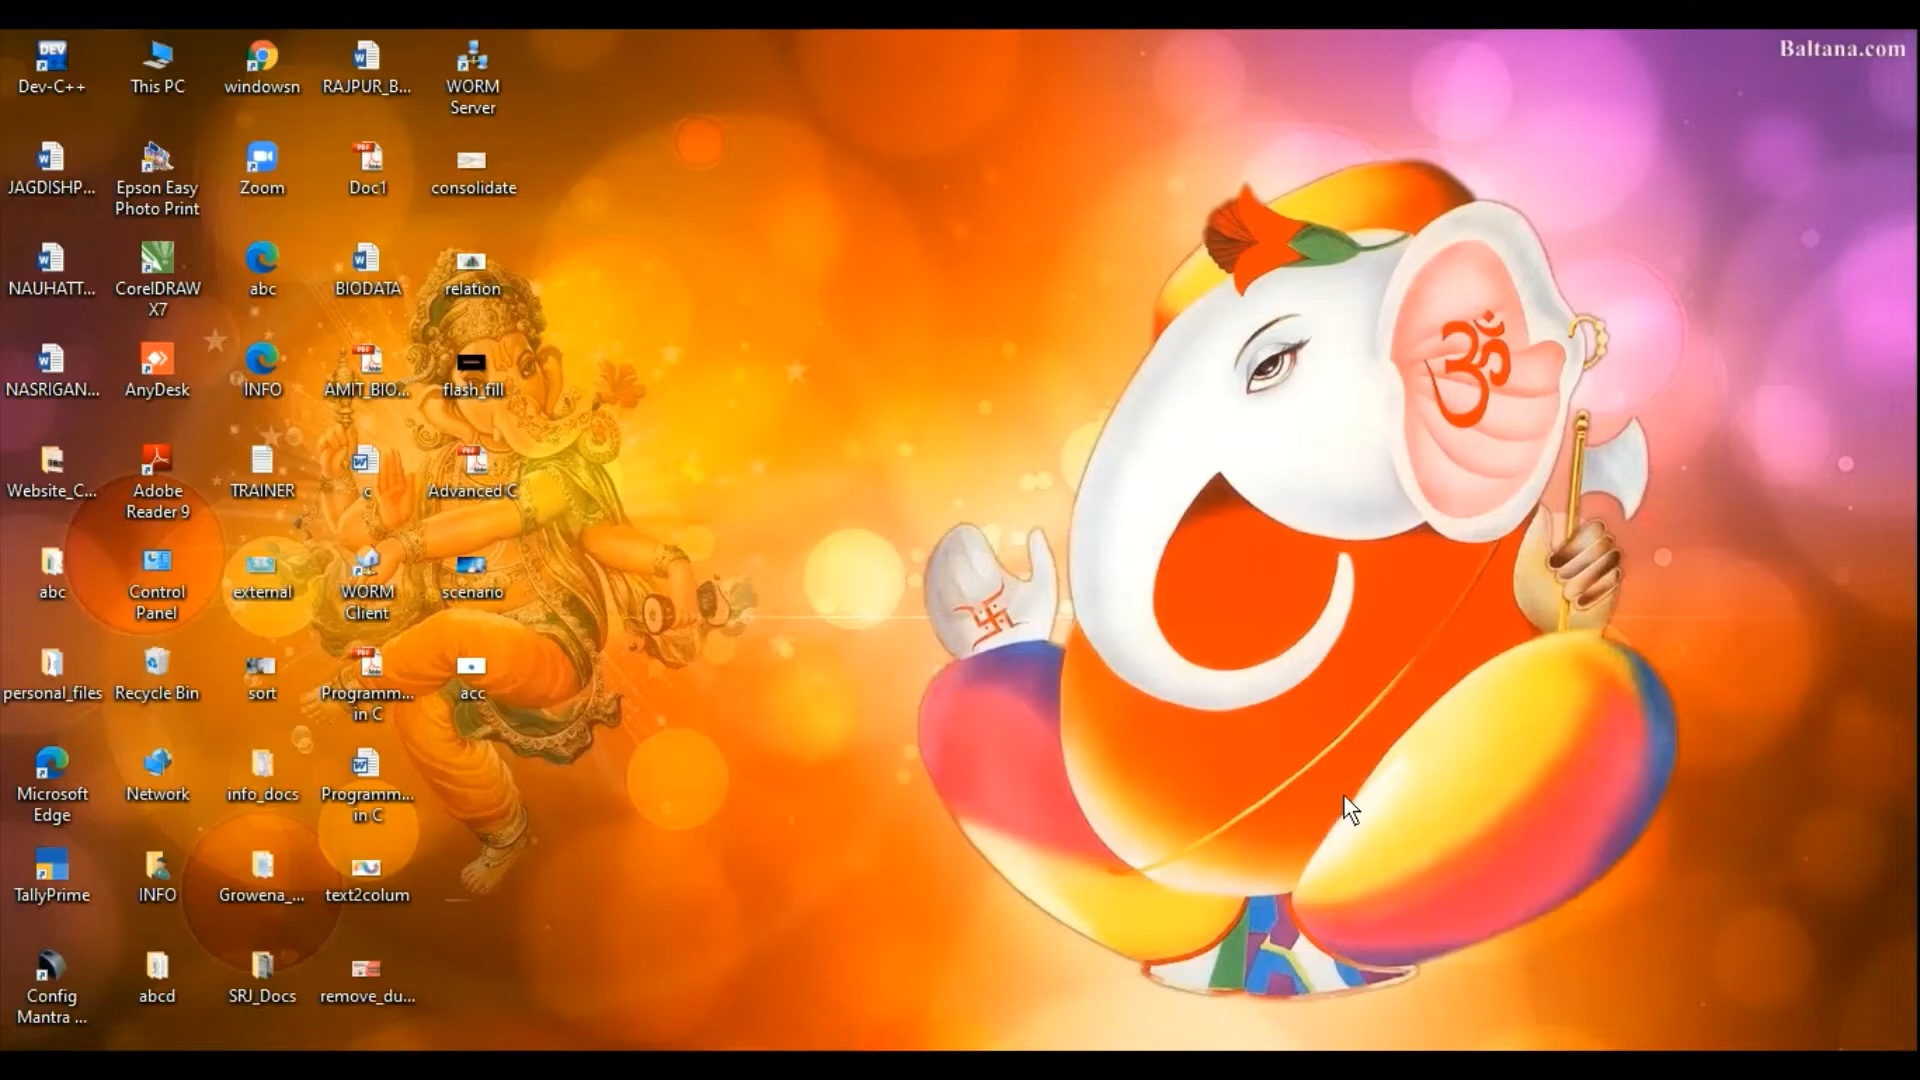 Baltana.com
Dev-C++
This PC
windowsn
RAJPUR_B...
WORM
Server
JAGDISHP...
Epson Easy
Photo Print
Zoom
Doc1
consolidate
NAUHATT...
CorelDRAW
X7
abc
BIODATA
relation
NASRIGAN...
AnyDesk
INFO
AMIT_BIO...
flash_fill
Website_C...
Adobe
Reader 9
TRAINER
c
Advanced C
abc
Control
Panel
external
WORM
Client
scenario
personal_files
Recycle Bin
sort
Programm...
in C
acc
Microsoft
Edge
Network
info_docs
Programm...
in C
TallyPrime
INFO
Growena_...
text2colum
Config
Mantra ...
abcd
SRJ_Docs
remove_du...
DEV
ॐ